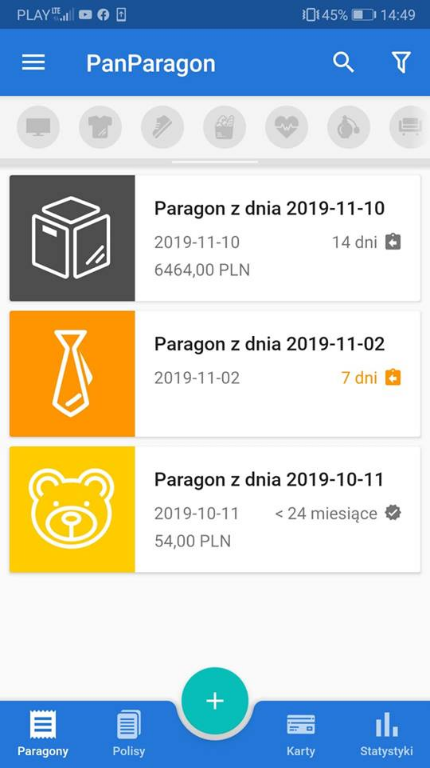 PLAY LTE 45% 14:49
PanParagon
Paragon z dnia 2019-11-10
2019-11-10 14 dni
6464,00 PLN
Paragon z dnia 2019-11-02
2019-11-02 7 dni
Paragon z dnia 2019-10-11
2019-10-11 < 24 miesiące
54,00 PLN
+
Paragony Polisy Karty Statystyki